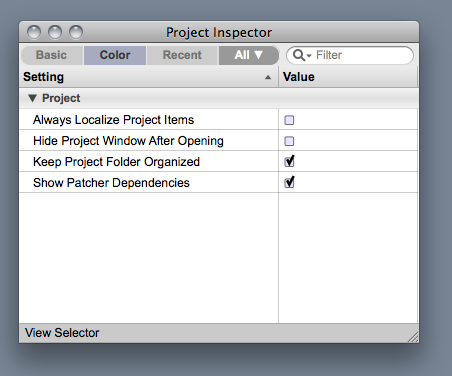 Project Inspector
Basic Color Recent All ▼ Filter
Setting Value
▼ Project
Always Localize Project Items
Hide Project Window After Opening
Keep Project Folder Organized
Show Patcher Dependencies
View Selector